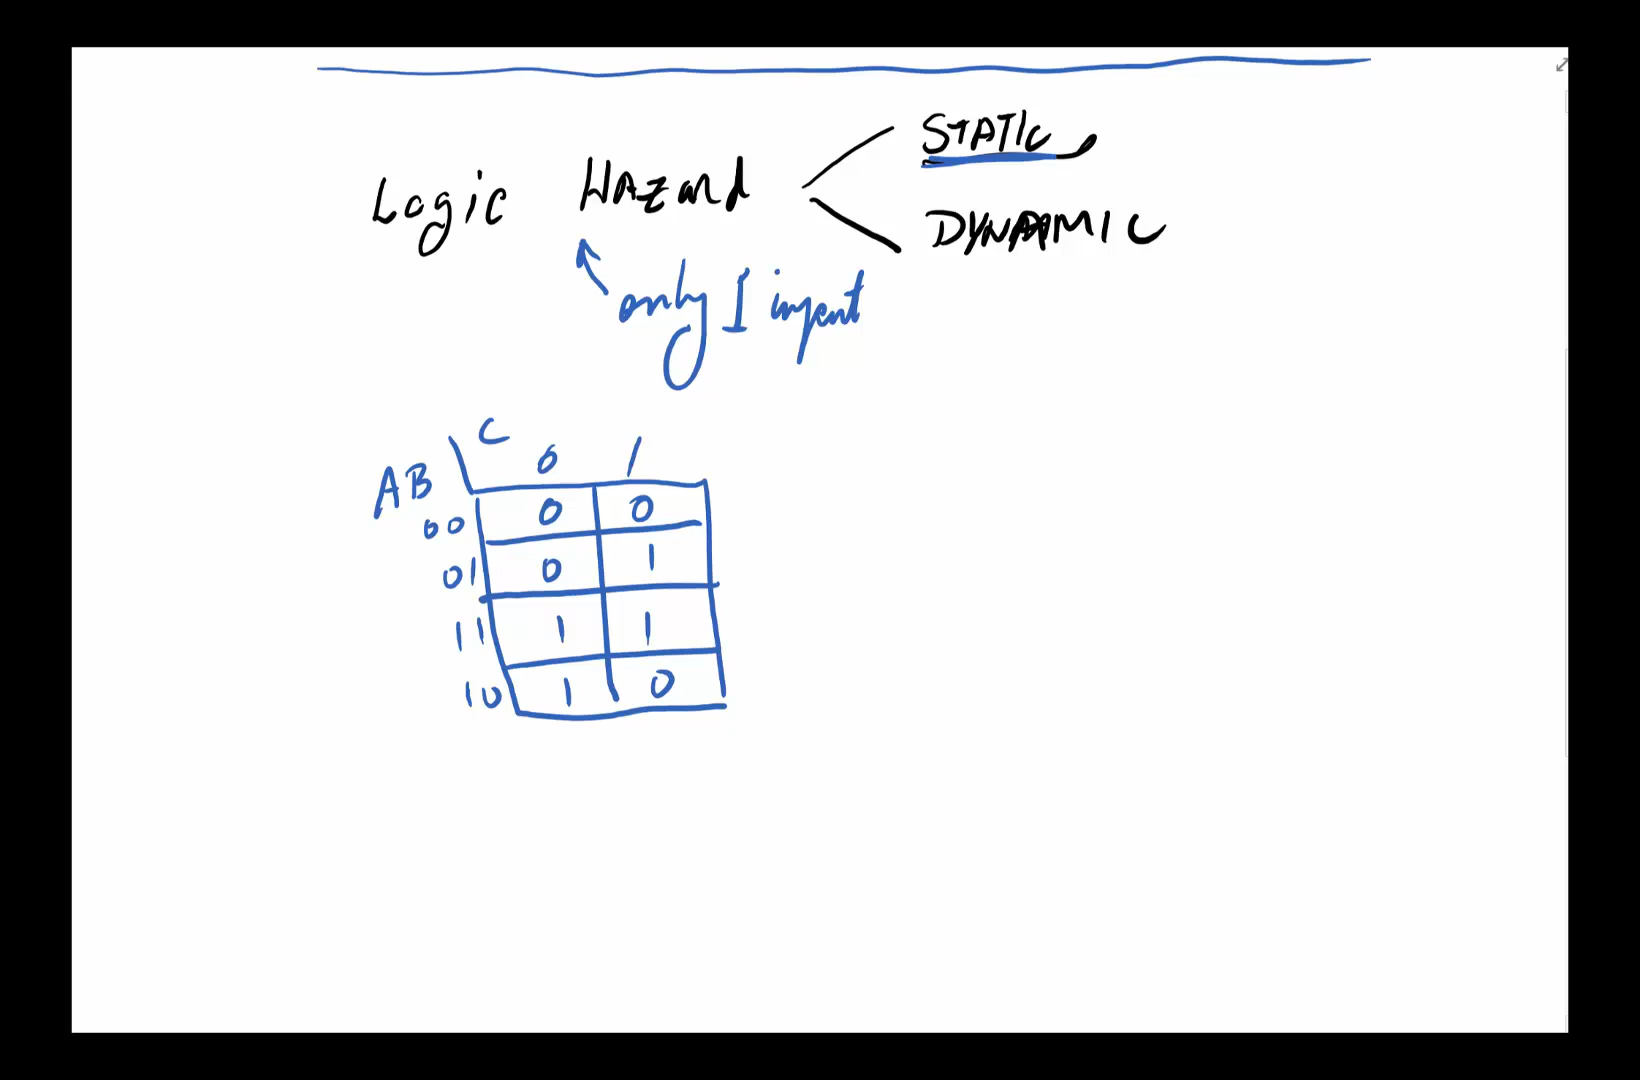 STATIC
Logic Hazard
DYNAMIC
only 1 input
C
AB 0 1
00 0 0
01 0 1
11 1 1
10 1 0